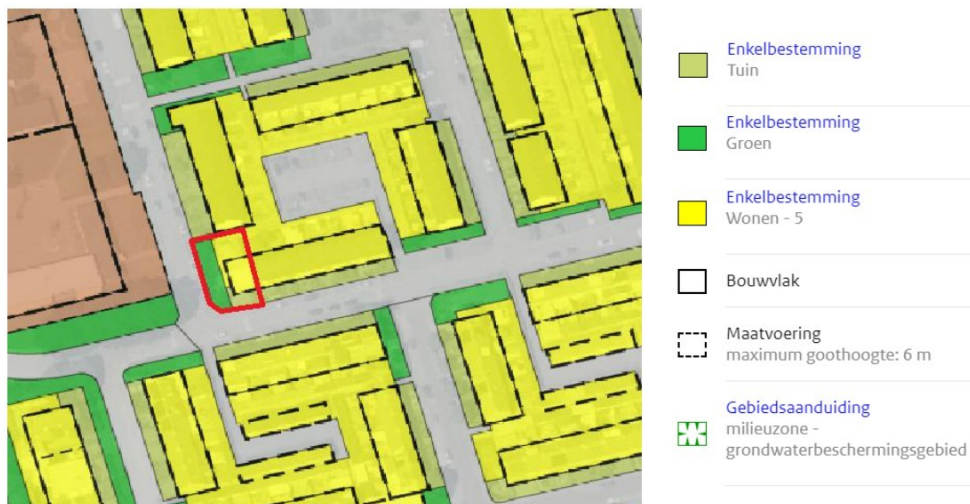 Enkelbestemming
Tuin
Enkelbestemming
Groen
Enkelbestemming
Wonen - 5
Bouwvlak
Maatvoering
maximum goothoogte: 6 m
Gebiedsaanduiding
milieuzone -
grondwaterbeschermingsgebied